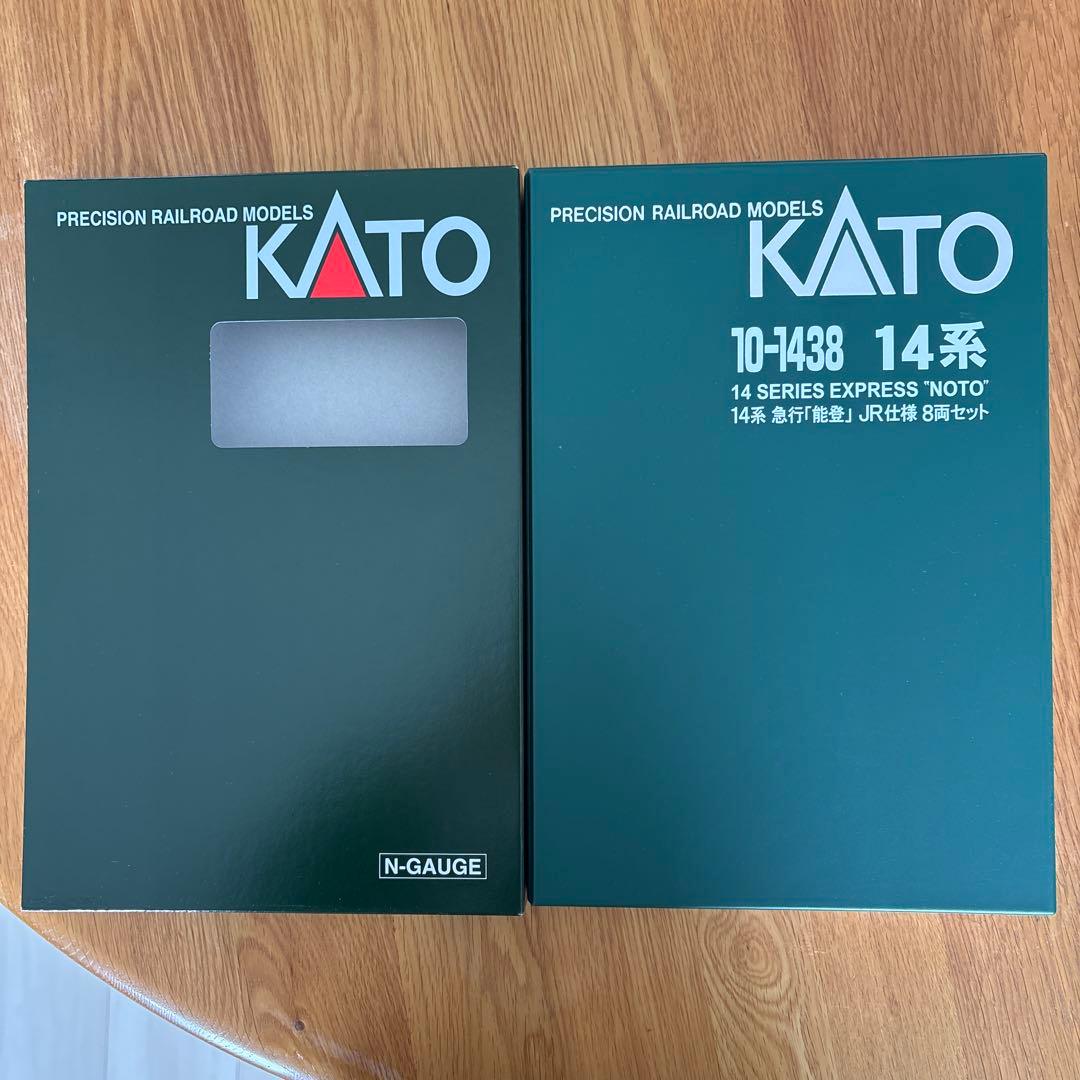 PRECISION RAILROAD MODELS
KATO
N-GAUGE
PRECISION RAILROAD MODELS
KATO
10-1438 14系
14 SERIES EXPRESS "NOTO"
14系 急行「能登」 JR仕様 8両セット